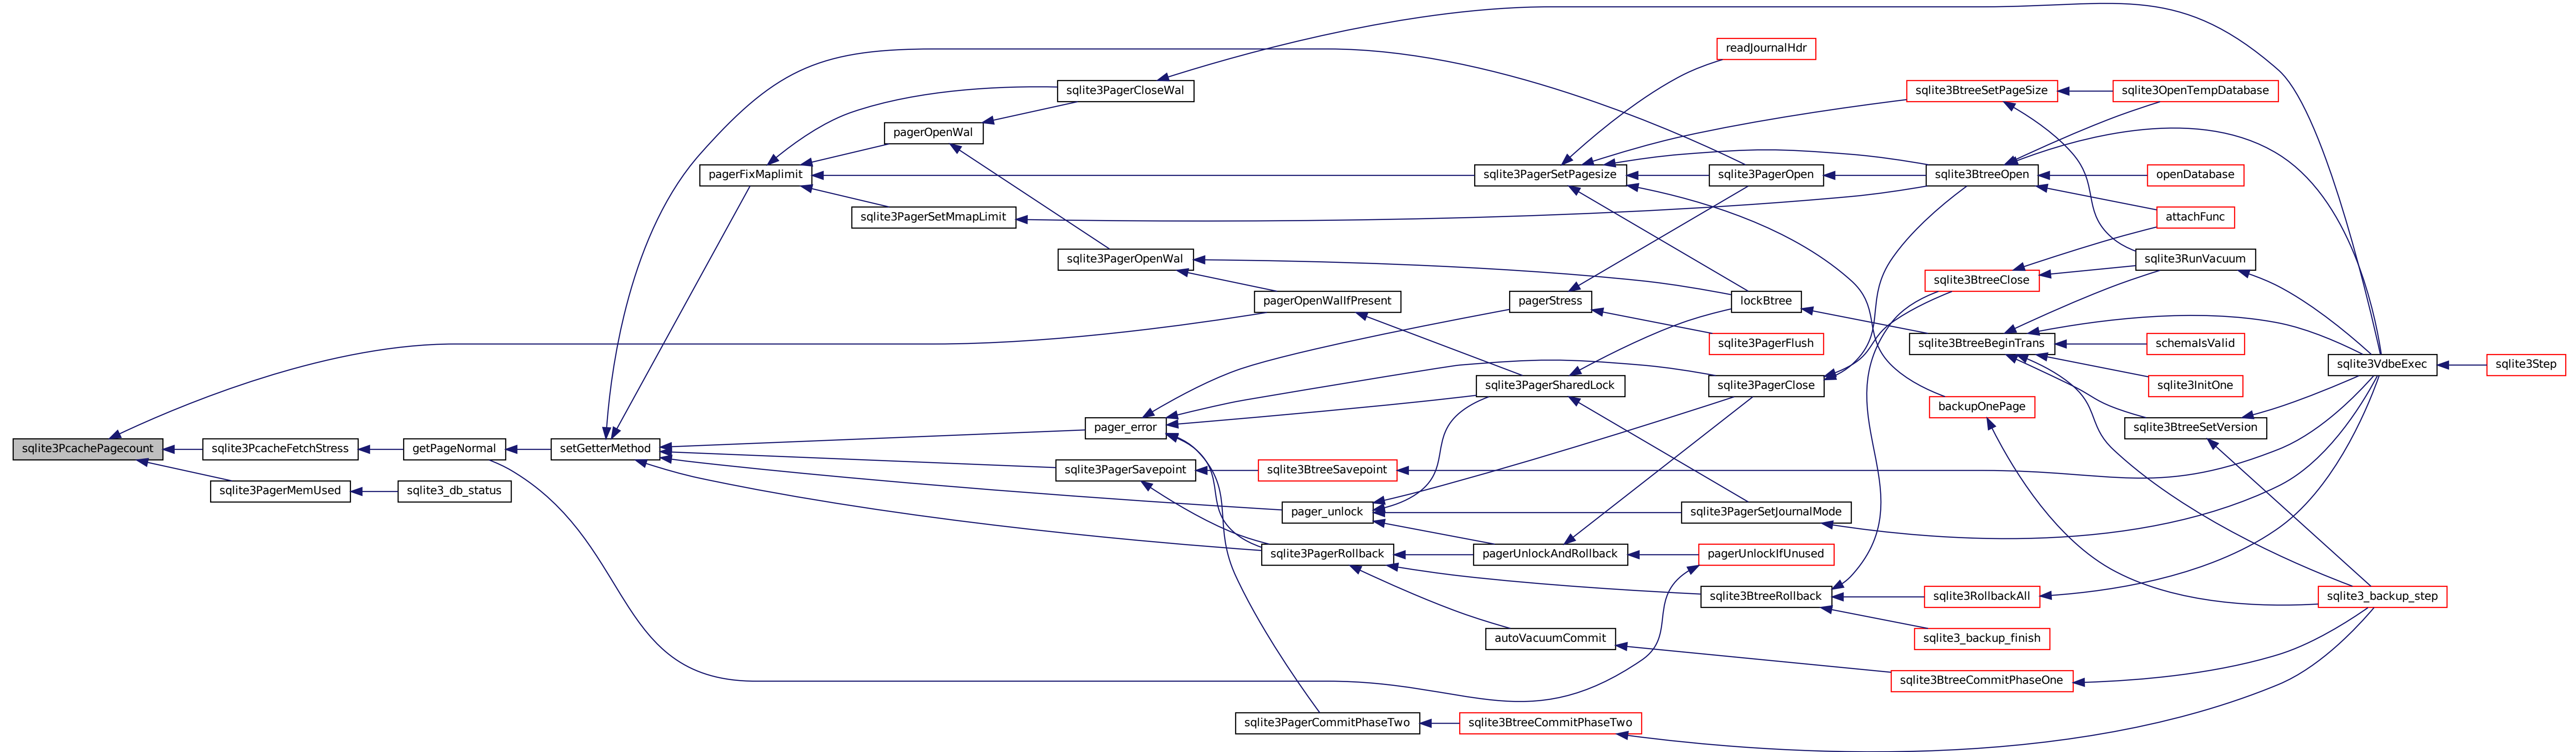 readJournalHdr
sqlite3PagerCloseWal
sqlite3BtreeSetPageSize
sqlite3OpenTempDatabase
pagerOpenWal
pagerFixMaplimit
sqlite3PagerSetPagesize
sqlite3PagerOpen
sqlite3BtreeOpen
openDatabase
sqlite3PagerSetMmapLimit
attachFunc
sqlite3PagerOpenWal
sqlite3RunVacuum
sqlite3BtreeClose
pagerOpenWalIfPresent
pagerStress
lockBtree
sqlite3PagerFlush
sqlite3BtreeBeginTrans
schemaIsValid
sqlite3VdbeExec
sqlite3Step
sqlite3PagerSharedLock
sqlite3PagerClose
sqlite3InitOne
backupOnePage
pager_error
sqlite3BtreeSetVersion
sqlite3PcachePagecount
sqlite3PcacheFetchStress
getPageNormal
setGetterMethod
sqlite3PagerSavepoint
sqlite3BtreeSavepoint
sqlite3PagerMemUsed
sqlite3_db_status
pager_unlock
sqlite3PagerSetJournalMode
sqlite3PagerRollback
pagerUnlockAndRollback
pagerUnlockIfUnused
sqlite3BtreeRollback
sqlite3RollbackAll
sqlite3_backup_step
autoVacuumCommit
sqlite3_backup_finish
sqlite3BtreeCommitPhaseOne
sqlite3PagerCommitPhaseTwo
sqlite3BtreeCommitPhaseTwo